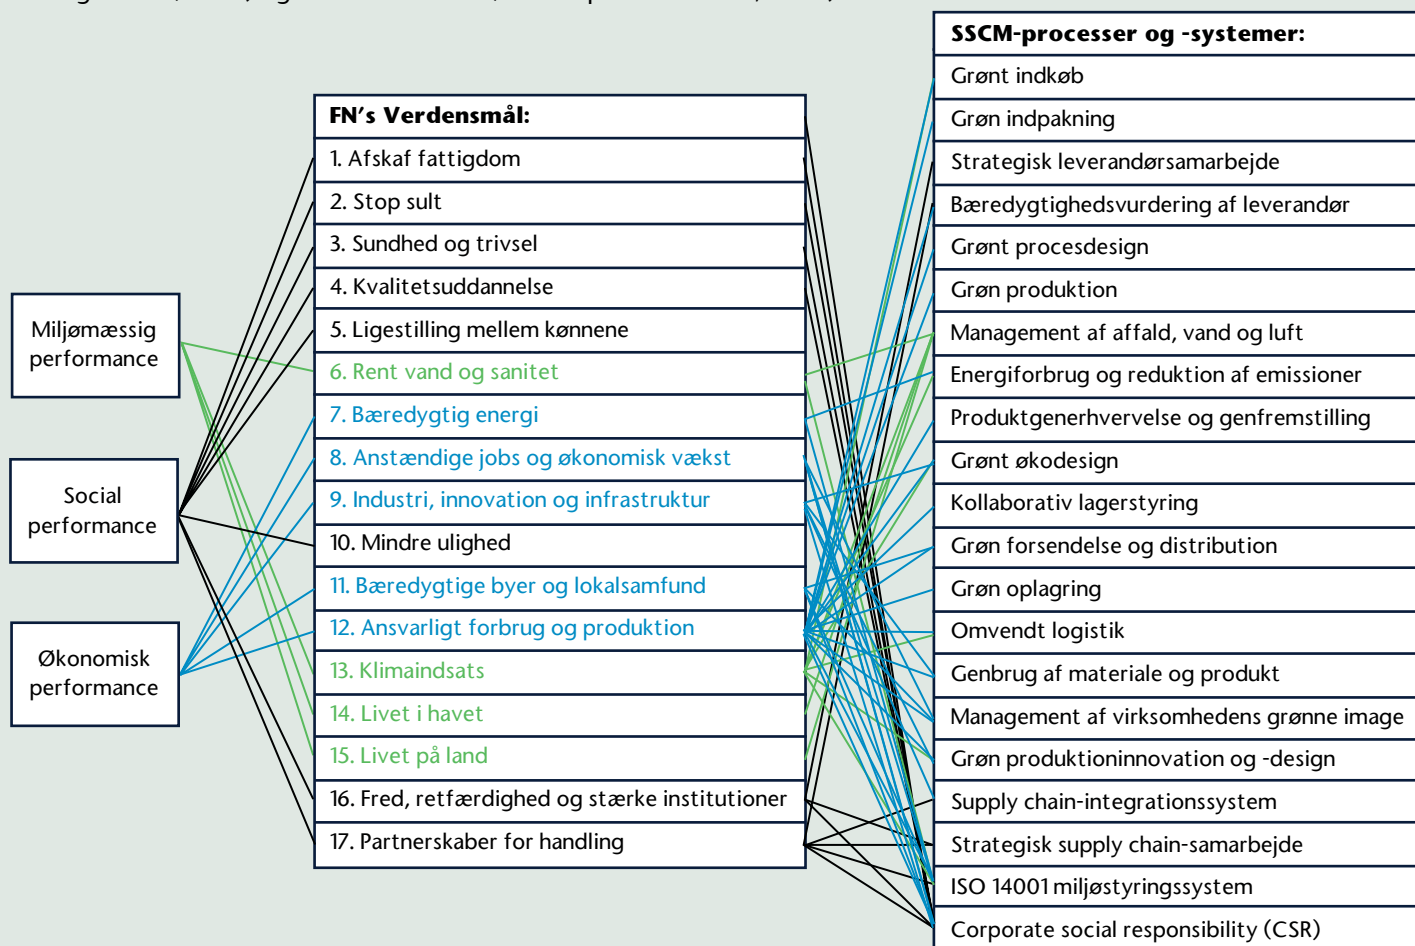 Miljømæssig
performance
Social
performance
Økonomisk
performance
FN's Verdensmål:
1. Afskaf fattigdom
2. Stop sult
3. Sundhed og trivsel
4. Kvalitetsuddannelse
5. Ligestilling mellem kønnene
6. Rent vand og sanitet
7. Bæredygtig energi
8. Anstændige jobs og økonomisk vækst
9. Industri, innovation og infrastruktur
10. Mindre ulighed
11. Bæredygtige byer og lokalsamfund
12. Ansvarligt forbrug og produktion
13. Klimaindsats
14. Livet i havet
15. Livet på land
16. Fred, retfærdighed og stærke institutioner
17. Partnerskaber for handling
SSCM-processer og -systemer:
Grønt indkøb
Grøn indpakning
Strategisk leverandørsamarbejde
Bæredygtighedsvurdering af leverandør
Grønt procesdesign
Grøn produktion
Management af affald, vand og luft
Energiforbrug og reduktion af emissioner
Produktgenerhvervelse og genfremstilling
Grønt økodesign
Kollaborativ lagerstyring
Grøn forsendelse og distribution
Grøn oplagring
Omvendt logistik
Genbrug af materiale og produkt
Management af virksomhedens grønne image
Grøn produktioninnovation og -design
Supply chain-integrationssystem
Strategisk supply chain-samarbejde
ISO 14001 miljøstyringssystem
Corporate social responsibility (CSR)